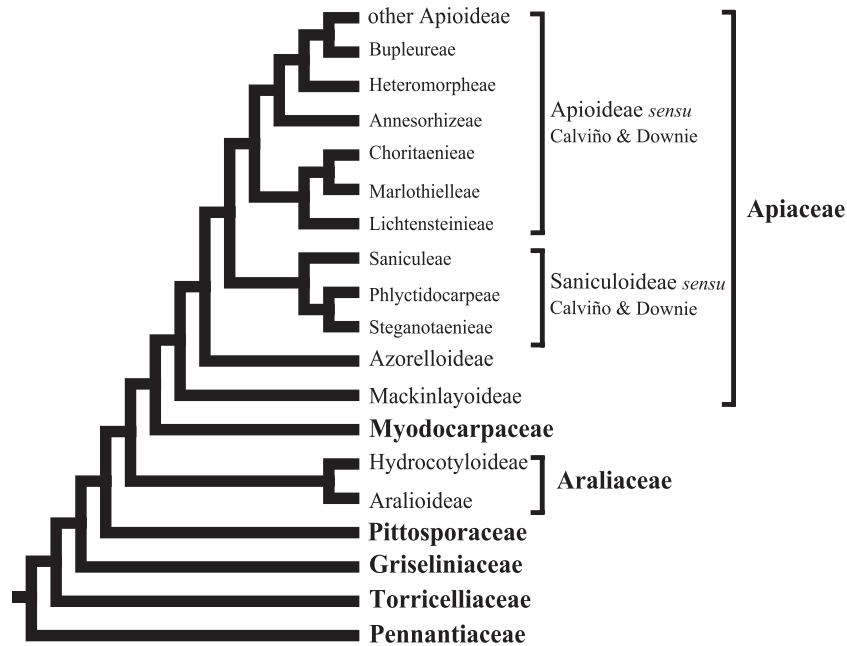 other Apioideae
Bupleureae
Heteromorpheae
Annesorhizeae
Choritaenieae
Marlothielleae
Lichtensteinieae
Apioideae sensu
Calviño & Downie
Saniculeae
Phlyctidocarpeae
Steganotaenieae
Saniculoideae sensu
Calviño & Downie
Azorelloideae
Mackinlayoideae
Apiaceae
Myodocarpaceae
Hydrocotyloideae
Aralioideae
Araliaceae
Pittosporaceae
Griseliniaceae
Torricelliaceae
Pennantiaceae